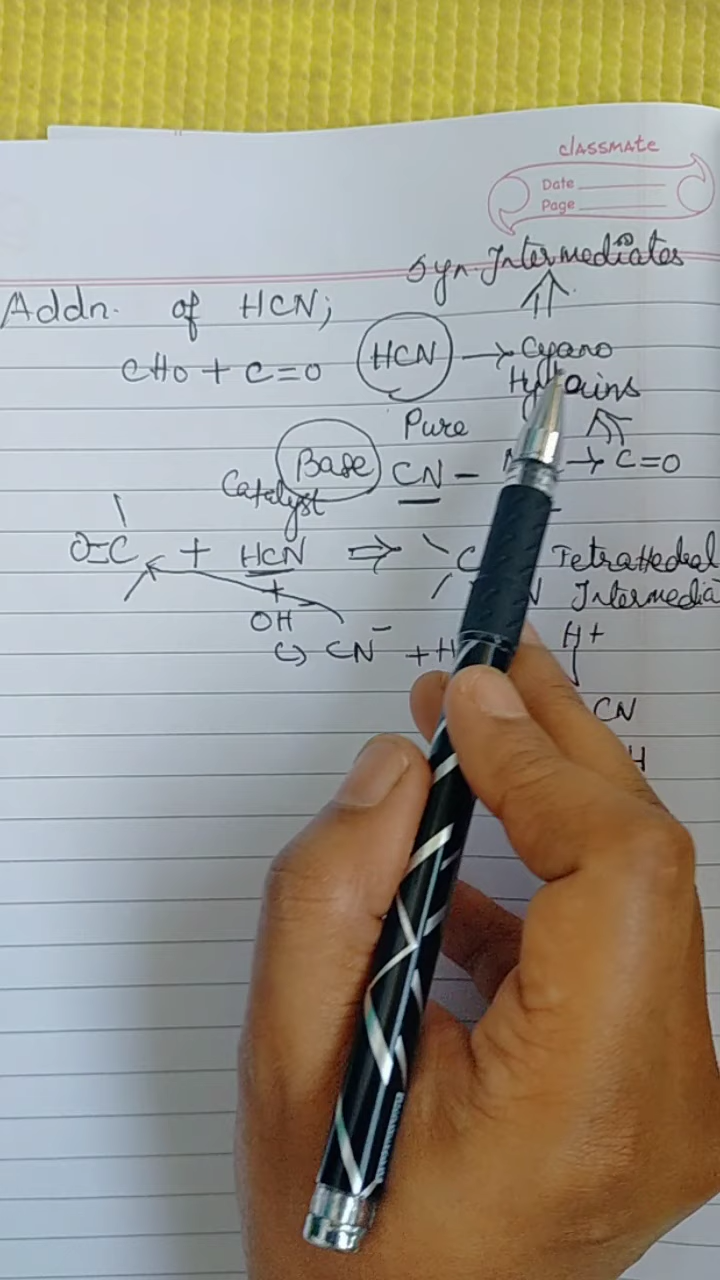 classmate
Date
Page
Syn. Intermediates
Addn. of HCN;
CHO + C=O HCN → Cyano
Pure
Base CN - → C=O
Catalyst
O=C + HCN ⇒ C Tetrahedral
+ N Intermedia
OH H+
CN⁻ + H
CN
H